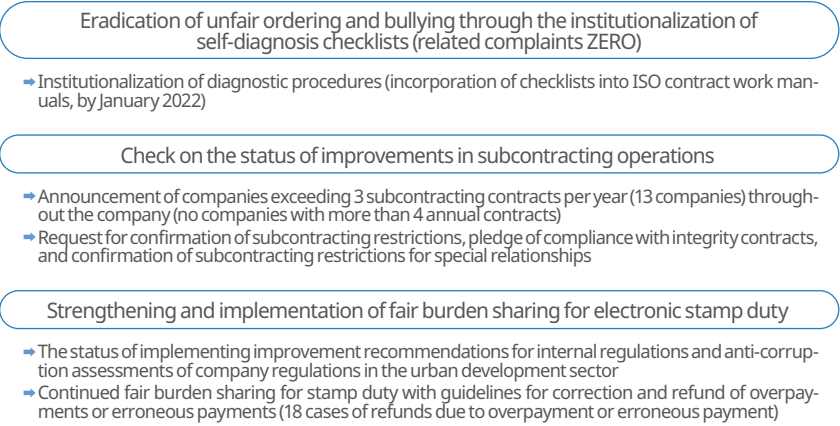 Eradication of unfair ordering and bullying through the institutionalization of
self-diagnosis checklists (related complaints ZERO)
➡ Institutionalization of diagnostic procedures (incorporation of checklists into ISO contract work man-
uals, by January 2022)
Check on the status of improvements in subcontracting operations
➡ Announcement of companies exceeding 3 subcontracting contracts per year (13 companies) through-
out the company (no companies with more than 4 annual contracts)
➡ Request for confirmation of subcontracting restrictions, pledge of compliance with integrity contracts,
and confirmation of subcontracting restrictions for special relationships
Strengthening and implementation of fair burden sharing for electronic stamp duty
➡ The status of implementing improvement recommendations for internal regulations and anti-corrup-
tion assessments of company regulations in the urban development sector
➡ Continued fair burden sharing for stamp duty with guidelines for correction and refund of overpay-
ments or erroneous payments (18 cases of refunds due to overpayment or erroneous payment)